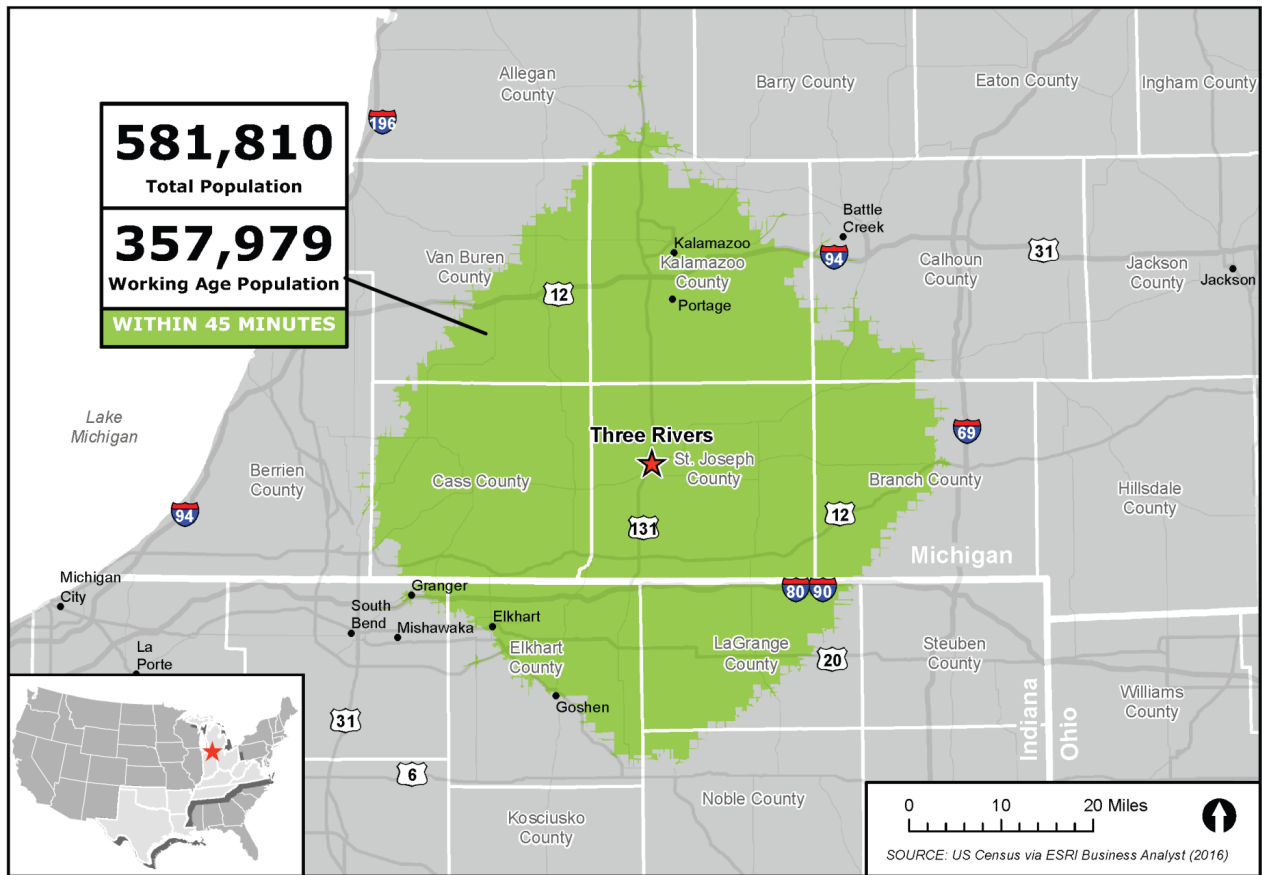 Allegan
County
Barry County
Eaton County
Ingham County
196
581,810
Total Population
357,979
Working Age Population
WITHIN 45 MINUTES
Battle
Creek
Kalamazoo
Kalamazoo
County
Portage
Van Buren
County
12
94
Calhoun
County
31
Jackson
County
Jackson
Lake
Michigan
Three Rivers
St. Joseph
County
69
Berrien
County
Cass County
Branch County
Hillsdale
County
94
131
12
Michigan
Michigan
City
Granger
80
90
South
Bend
Mishawaka
Elkhart
Elkhart
County
LaGrange
County
Steuben
County
La
Porte
20
Goshen
Williams
County
31
Indiana
Ohio
6
Noble County
Kosciusko
County
0 10 20 Miles
SOURCE: US Census via ESRI Business Analyst (2016)